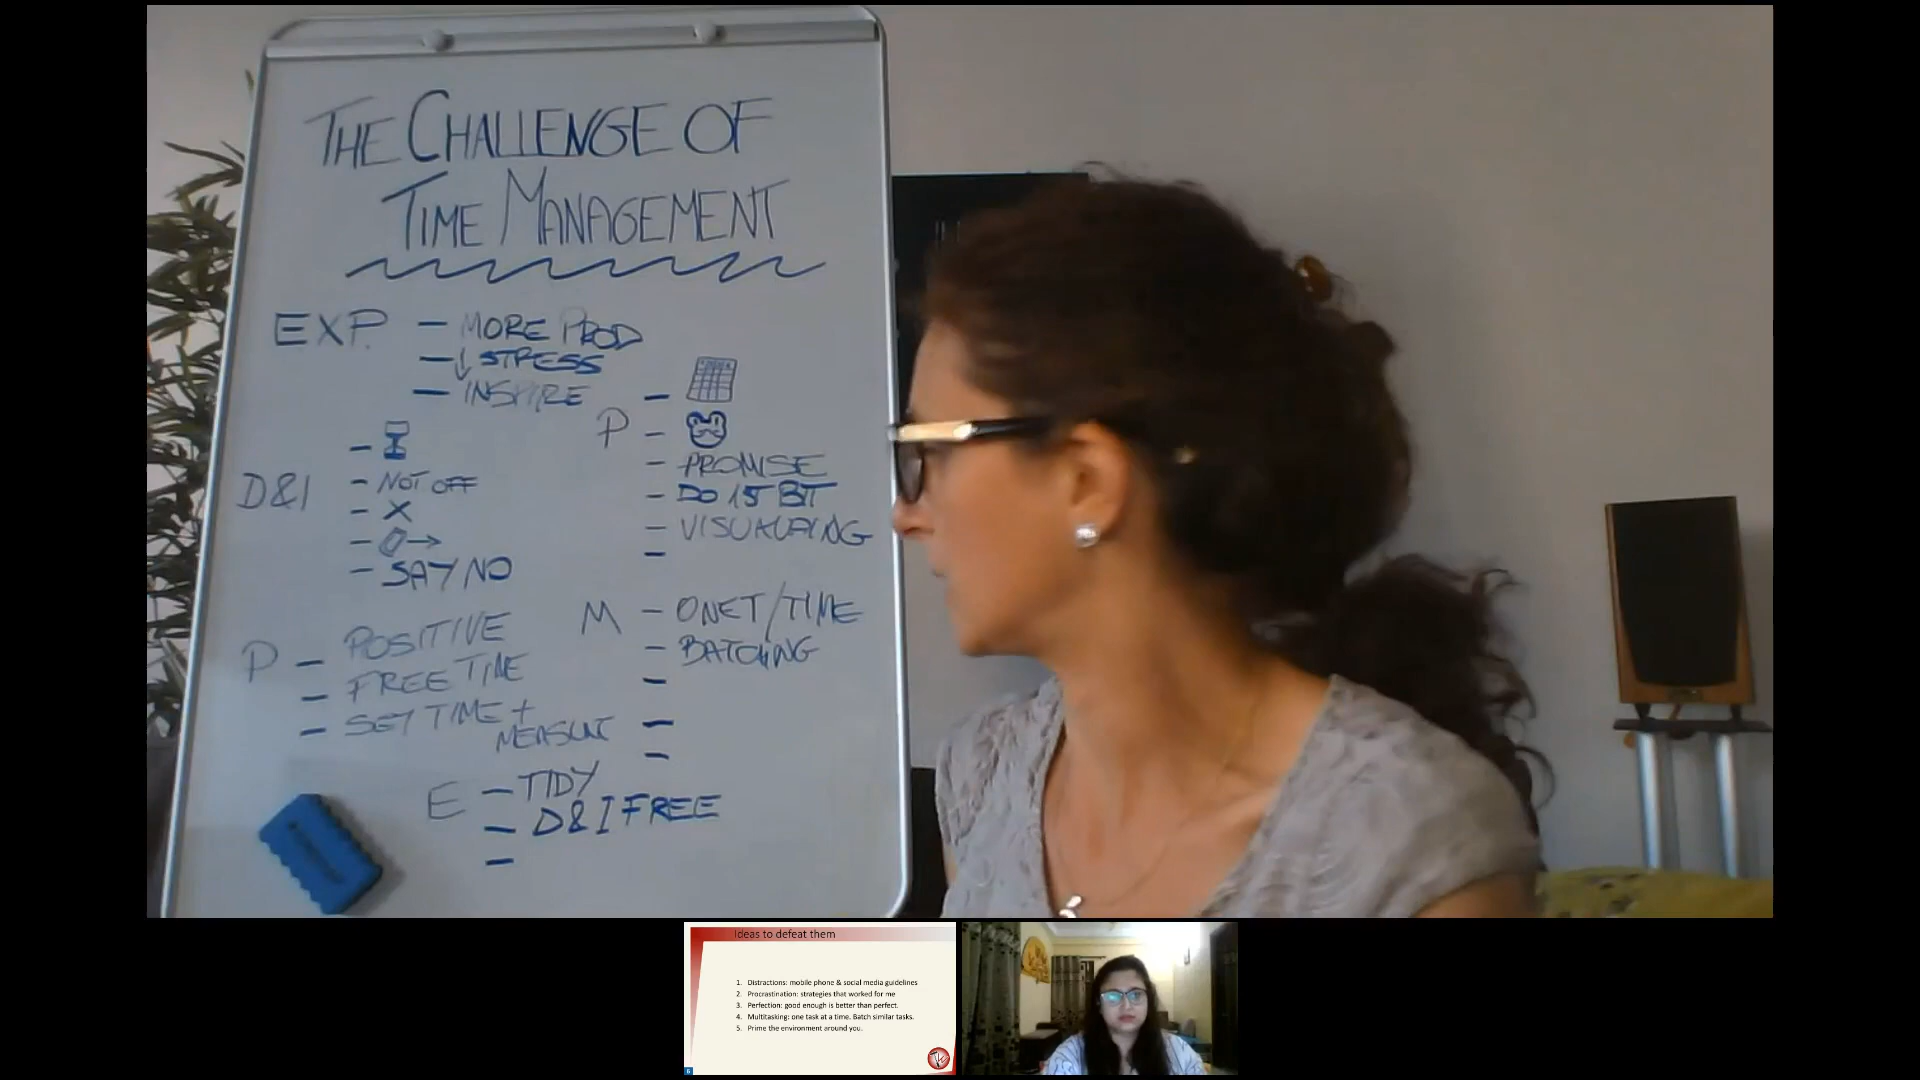 THE CHALLENGE OF
TIME MANAGEMENT
EXP. - MORE PROD
- ↓ STRESS
- INSPIRE
D&I
- NOT OFF
- X
- →
- SAY NO
P
- PROMISE
- DO 15 BIT
- VISUALIZING
-
P - POSITIVE
- FREE TIME
- SET TIME +
MEASURE
M - ONE T/TIME
- BATCHING
-
-
-
E - TIDY
- D&I FREE
-
Ideas to defeat them
1. Distractions: mobile phone & social media guidelines
2. Procrastination: strategies that worked for me
3. Perfection: good enough is better than perfect.
4. Multitasking: one task at a time. Batch similar tasks.
5. Prime the environment around you.
6